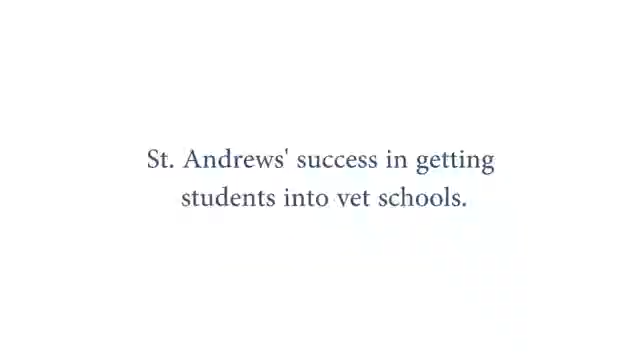 St. Andrews' success in getting
students into vet schools.